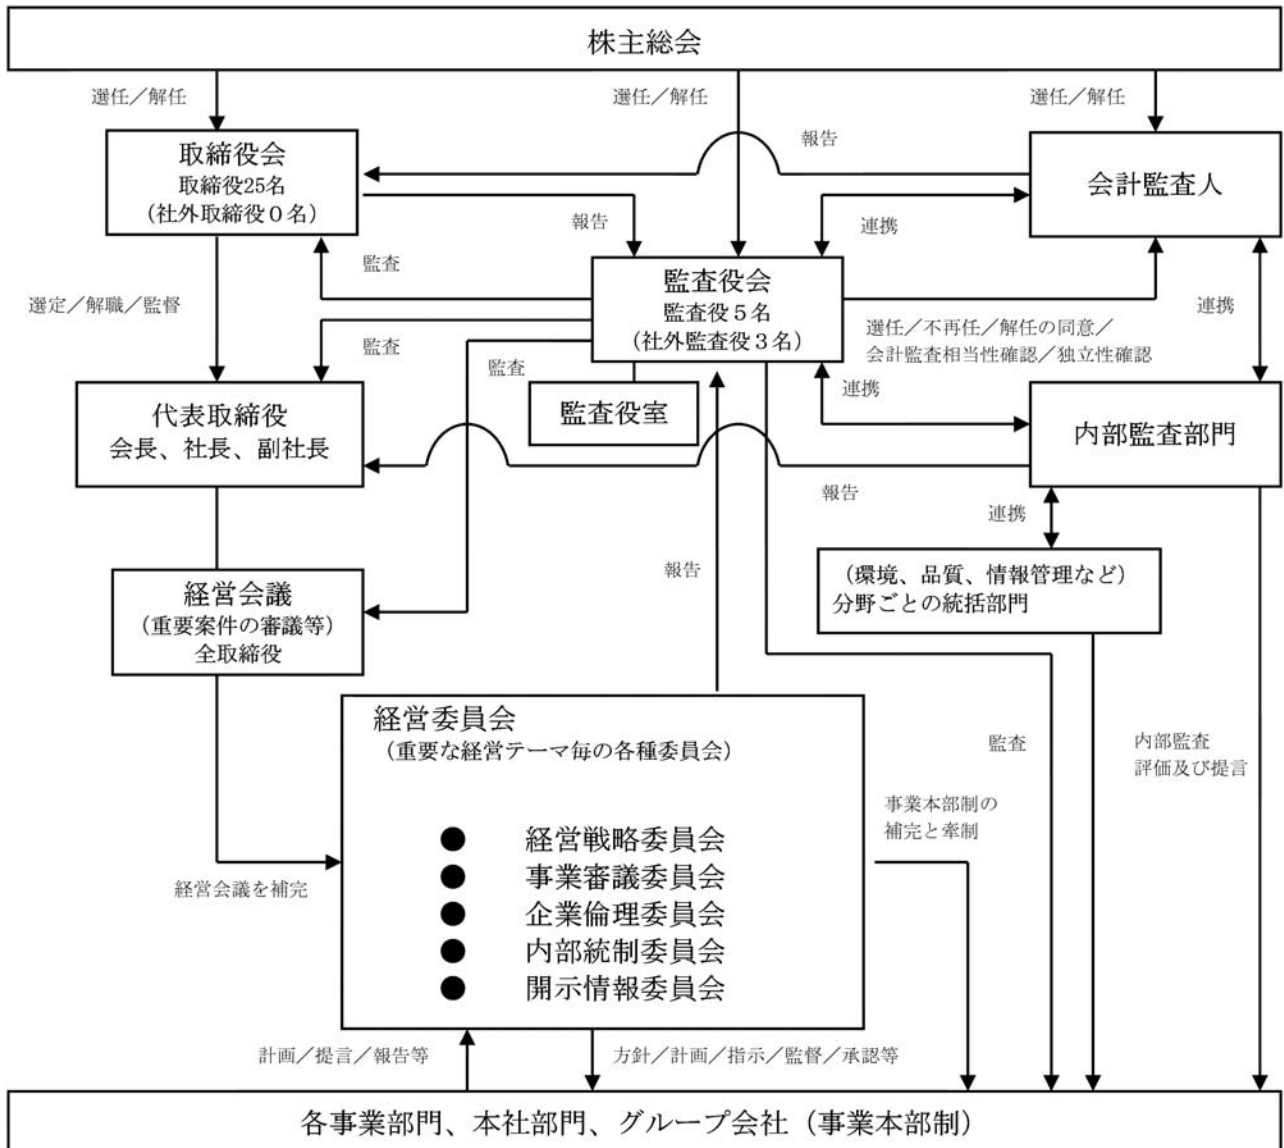 株主総会
選任／解任
選任／解任
選任／解任
報告
取締役会
取締役25名
（社外取締役０名）
会計監査人
報告
連携
監査
監査役会
監査役５名
（社外監査役３名）
選定／解職／監督
連携
選任／不再任／解任の同意／
会計監査相当性確認／独立性確認
監査
監査
連携
代表取締役
会長、社長、副社長
監査役室
内部監査部門
報告
連携
報告
経営会議
（重要案件の審議等）
全取締役
（環境、品質、情報管理など）
分野ごとの統括部門
経営委員会
（重要な経営テーマ毎の各種委員会）
監査
内部監査
評価及び提言
事業本部制の
補完と牽制
● 経営戦略委員会
● 事業審議委員会
● 企業倫理委員会
● 内部統制委員会
● 開示情報委員会
経営会議を補完
計画／提言／報告等
方針／計画／指示／監督／承認等
各事業部門、本社部門、グループ会社（事業本部制）